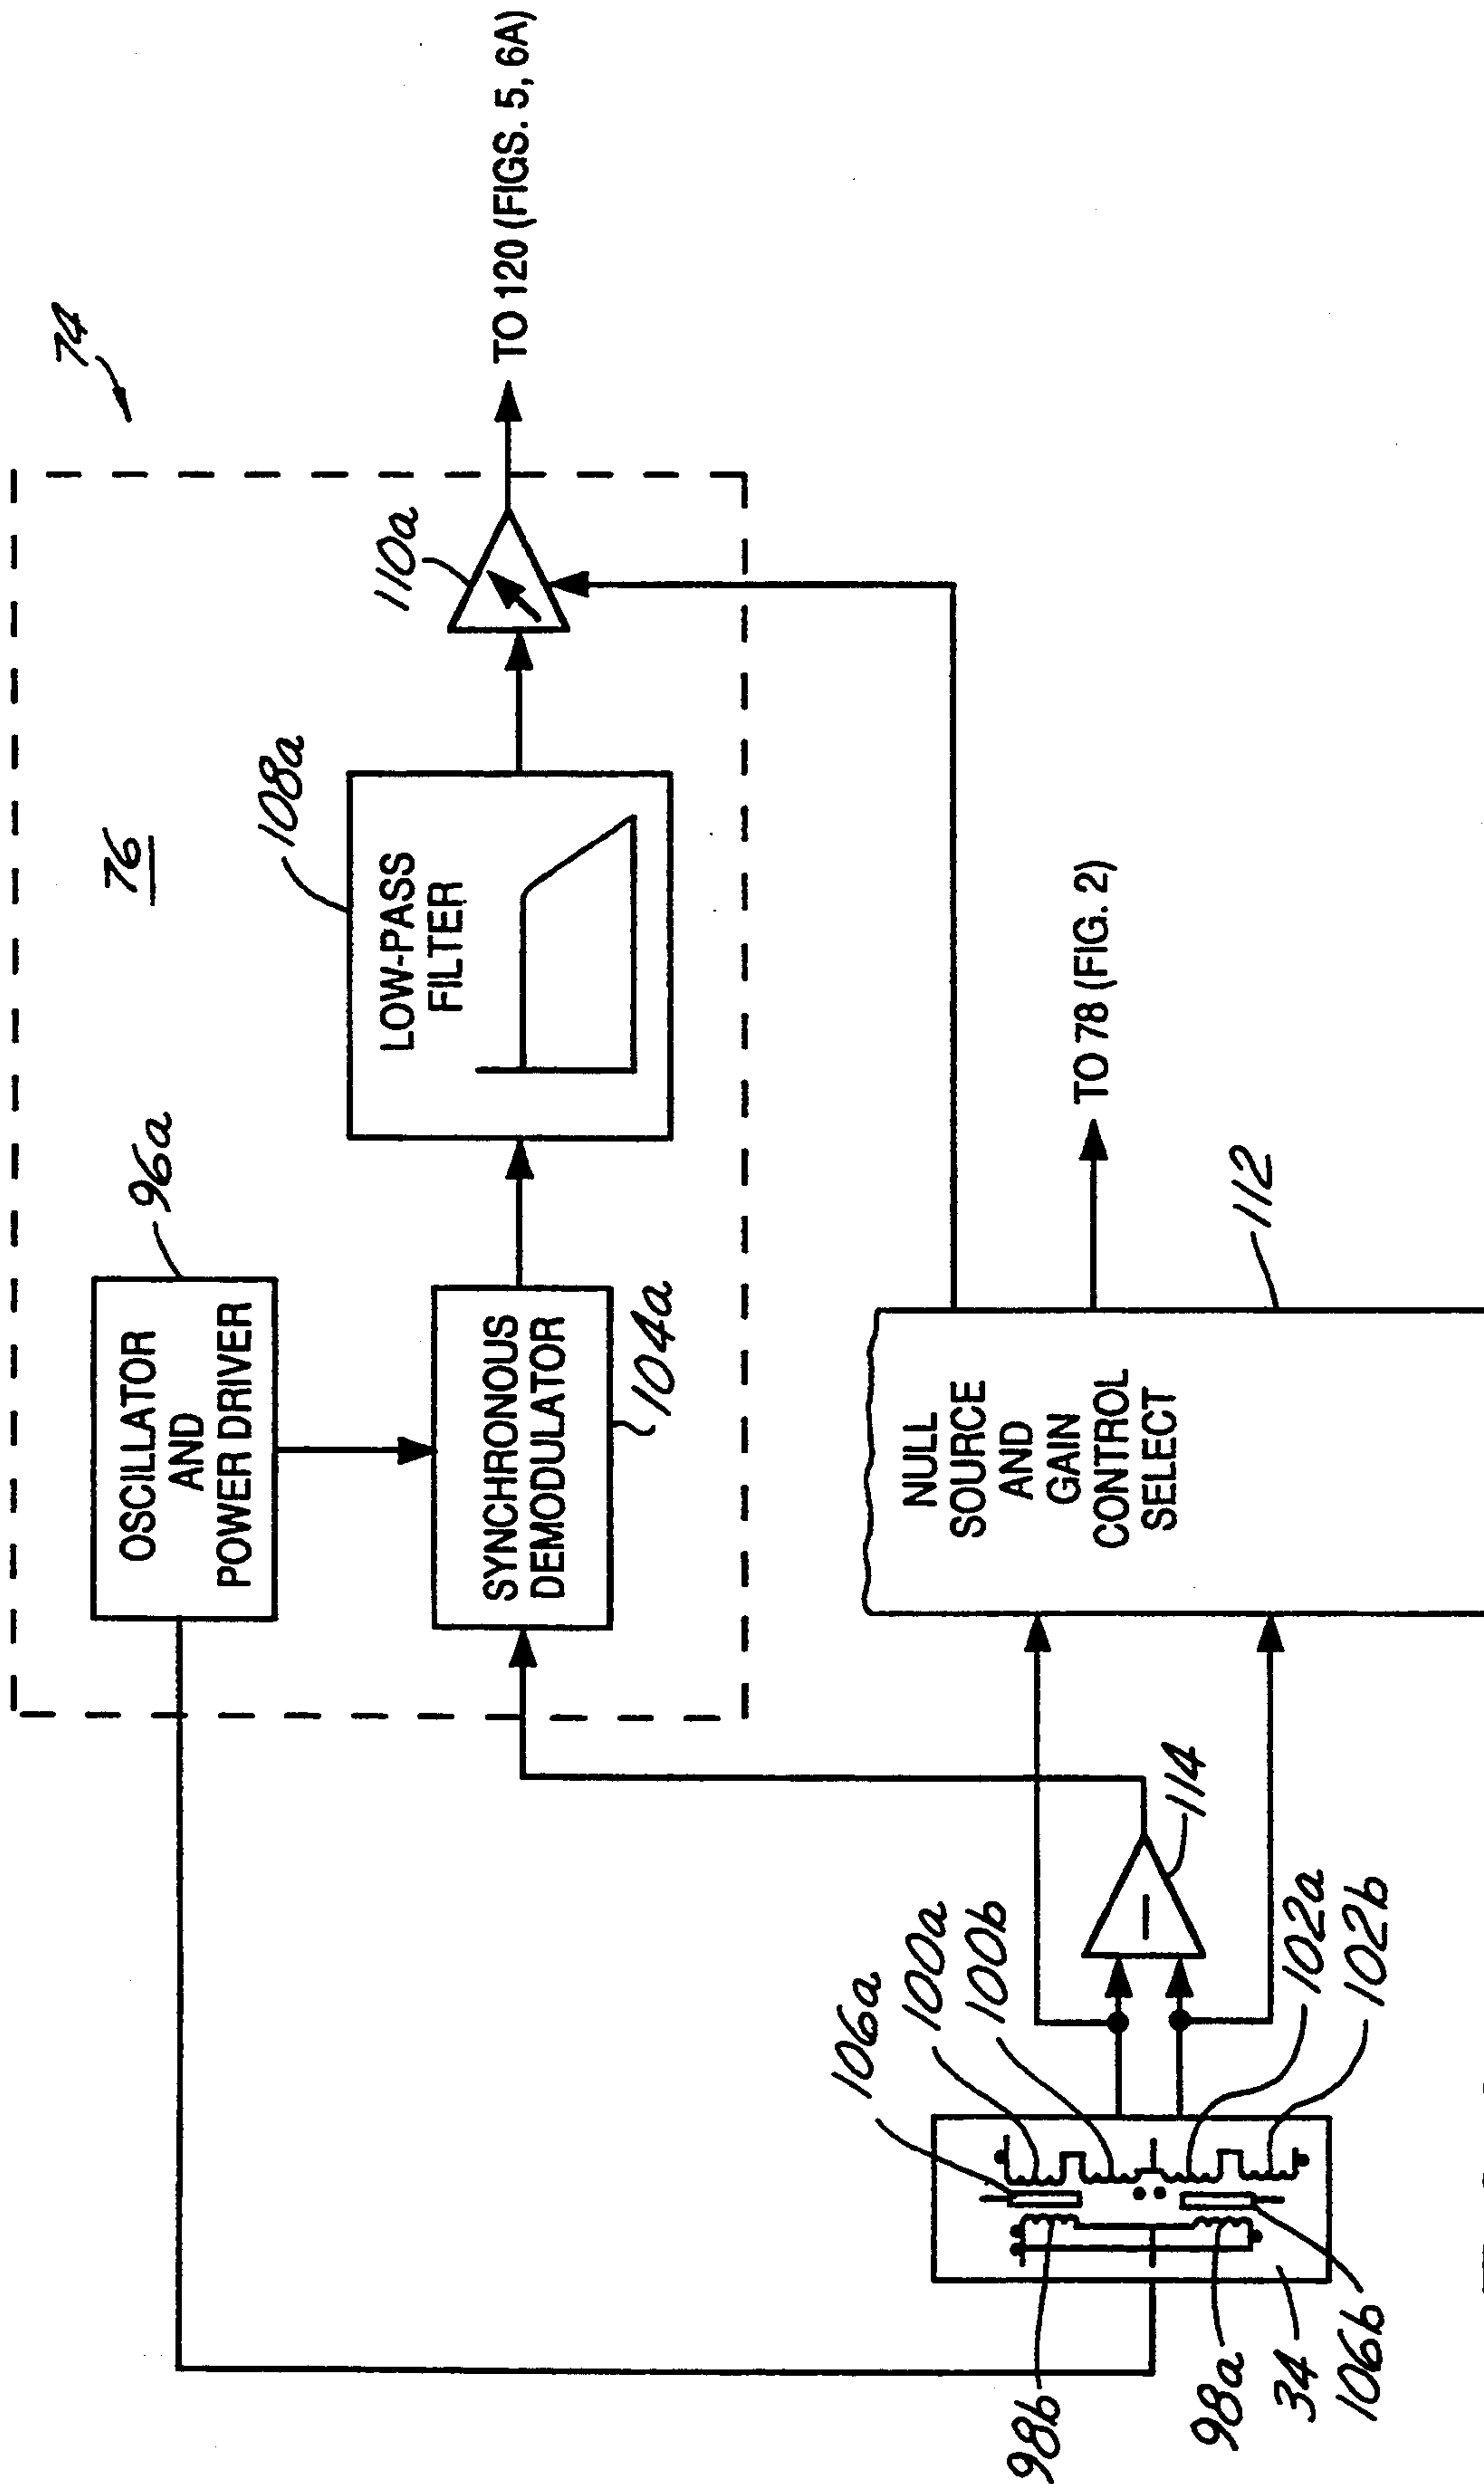 74
76
OSCILLATOR
AND
POWER DRIVER
96a
SYNCHRONOUS
DEMODULATOR
104a
LOW-PASS
FILTER
108a
110a
TO 120 (FIGS. 5, 6A)
NULL
SOURCE
AND
GAIN
CONTROL
SELECT
112
TO 78 (FIG. 2)
114
106a
100a
100b
102a
102b
98b
98a
34
106b